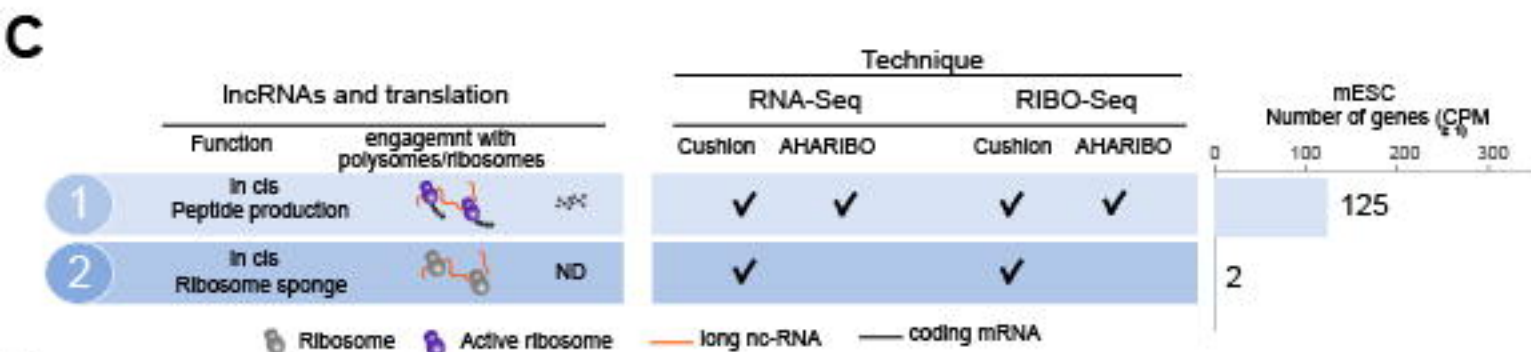 C
Technique
lncRNAs and translation
RNA-Seq
RIBO-Seq
mESC
Number of genes (CPM
≥ 1)
Function
engagemnt with
polysomes/ribosomes
Cushion
AHARIBO
Cushion
AHARIBO
0
100
200
300
1
In cis
Peptide production
125
2
In cis
Ribosome sponge
ND
2
Ribosome
Active ribosome
long nc-RNA
coding mRNA